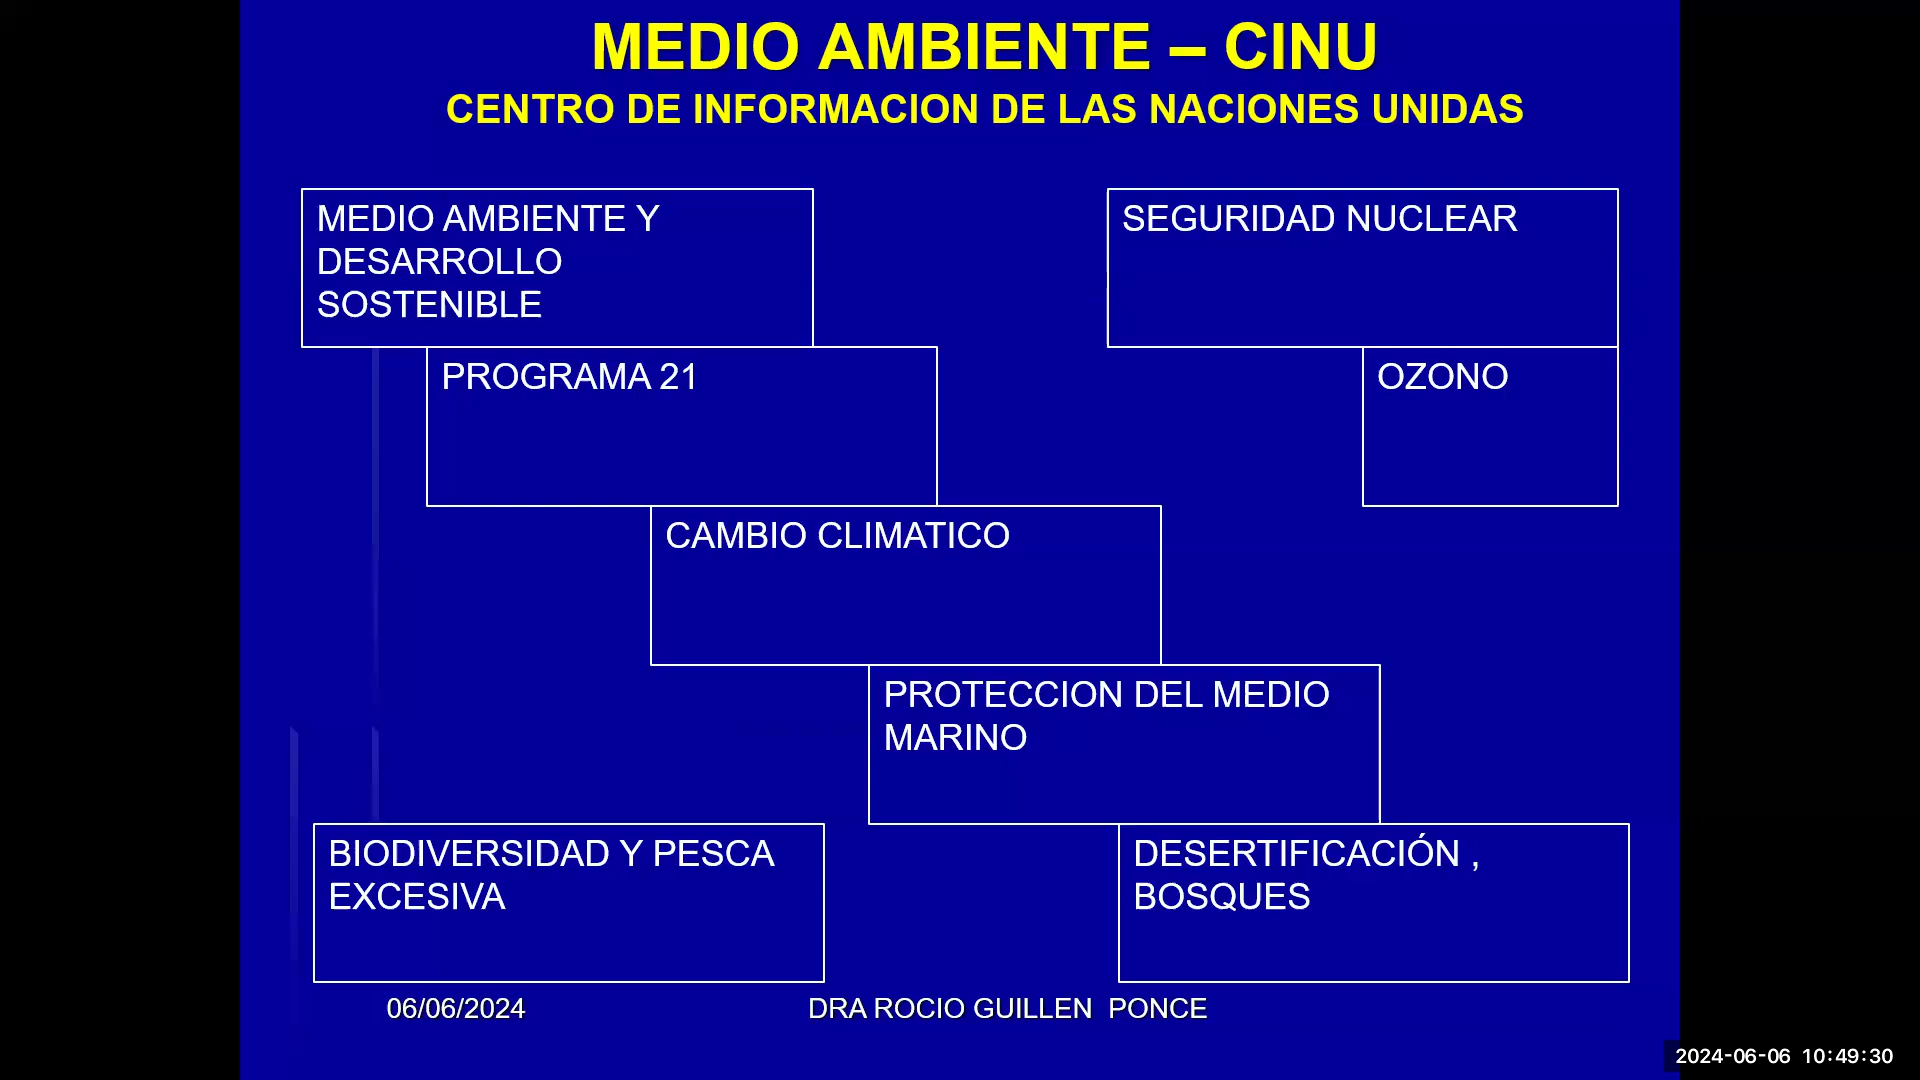 MEDIO AMBIENTE – CINU
CENTRO DE INFORMACION DE LAS NACIONES UNIDAS
MEDIO AMBIENTE Y
DESARROLLO
SOSTENIBLE
SEGURIDAD NUCLEAR
PROGRAMA 21
OZONO
CAMBIO CLIMATICO
PROTECCION DEL MEDIO
MARINO
BIODIVERSIDAD Y PESCA
EXCESIVA
DESERTIFICACIÓN ,
BOSQUES
06/06/2024
DRA ROCIO GUILLEN  PONCE
2024-06-06 10:49:30